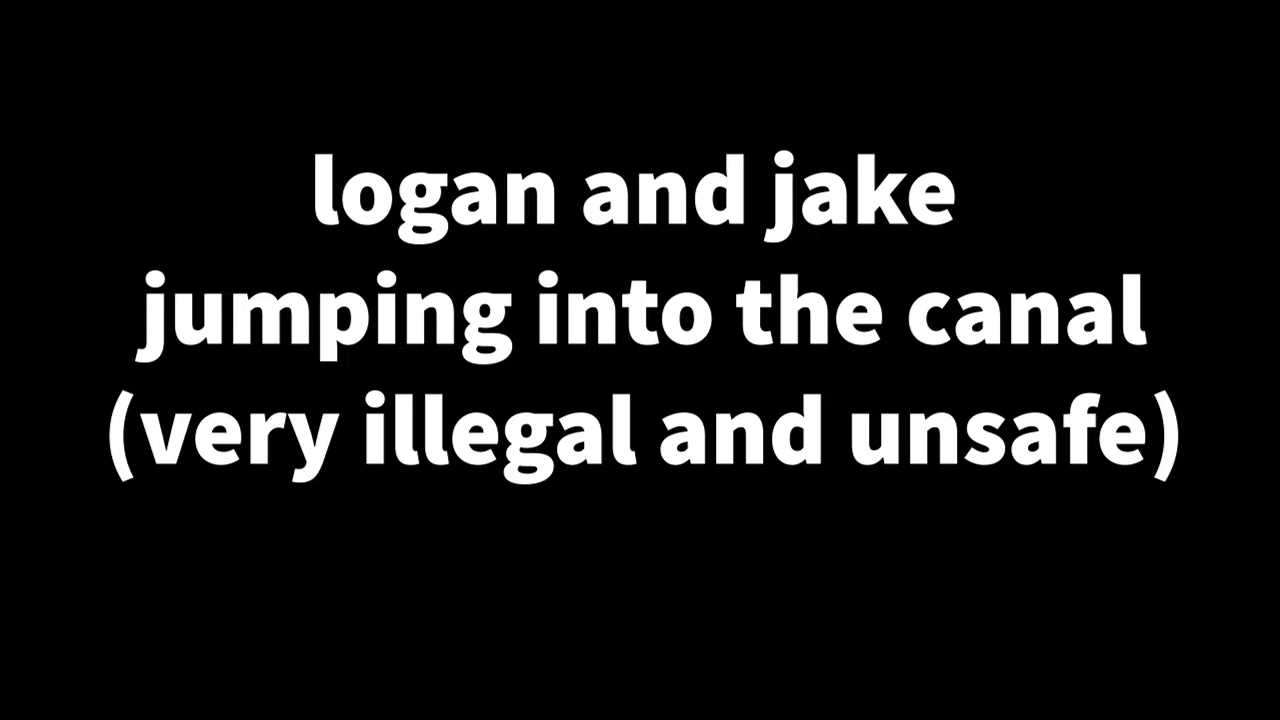 logan and jake
jumping into the canal
(very illegal and unsafe)